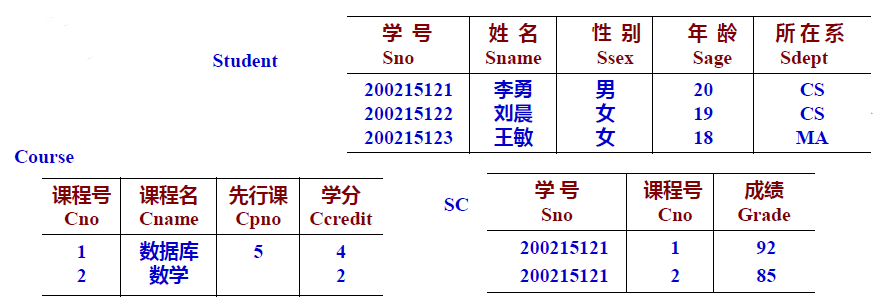 Student
学号 姓名 性别 年龄 所在系
Sno Sname Ssex Sage Sdept
200215121 李勇 男 20 CS
200215122 刘晨 女 19 CS
200215123 王敏 女 18 MA
Course
课程号 课程名 先行课 学分
Cno Cname Cpno Ccredit
1 数据库 5 4
2 数学 2
SC
学号 课程号 成绩
Sno Cno Grade
200215121 1 92
200215121 2 85